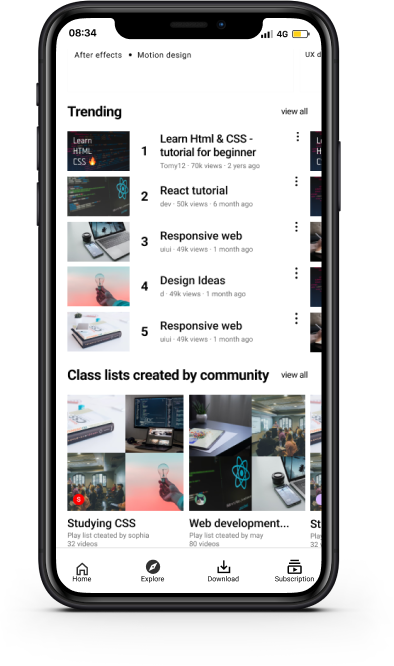 08:34
4G
After effects • Motion design
UX d
Trending
view all
Learn
HTML
CSS 🔥
1
Learn Html & CSS -
tutorial for beginner
Tomy12 · 70k views · 2 yers ago
2
React tutorial
dev · 50k views · 6 month ago
3
Responsive web
uiui · 49k views · 1 month ago
4
Design Ideas
d · 49k views · 1 month ago
5
Responsive web
uiui · 49k views · 1 month ago
Class lists created by community
view all
S
Studying CSS
Play list ctreated by sophia
32 videos
Web development...
Play list ctreated by may
80 videos
St
Play
32
Home
Explore
Download
Subscription